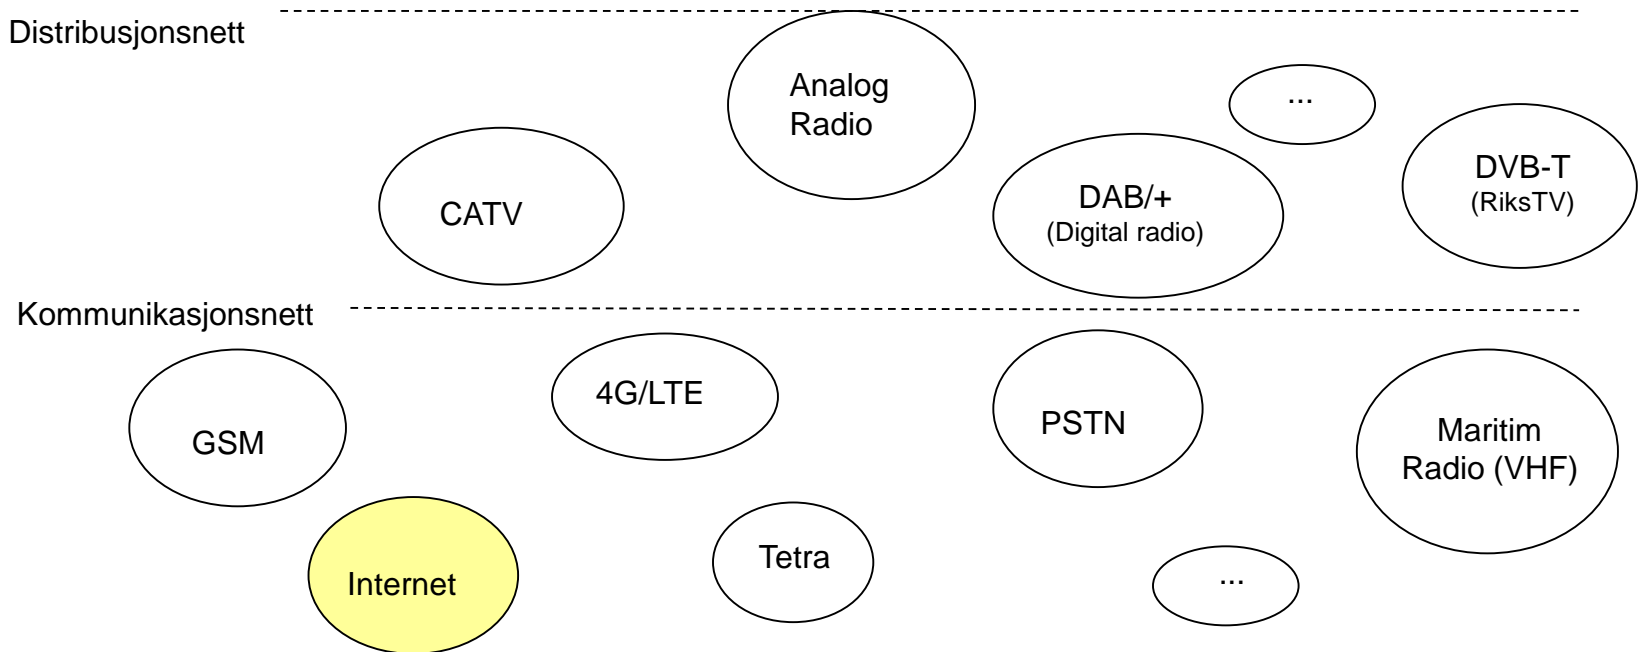 Distribusjonsnett
Analog
Radio
...
CATV
DAB/+
(Digital radio)
DVB-T
(RiksTV)
Kommunikasjonsnett
GSM
4G/LTE
PSTN
Maritim
Radio (VHF)
Internet
Tetra
...